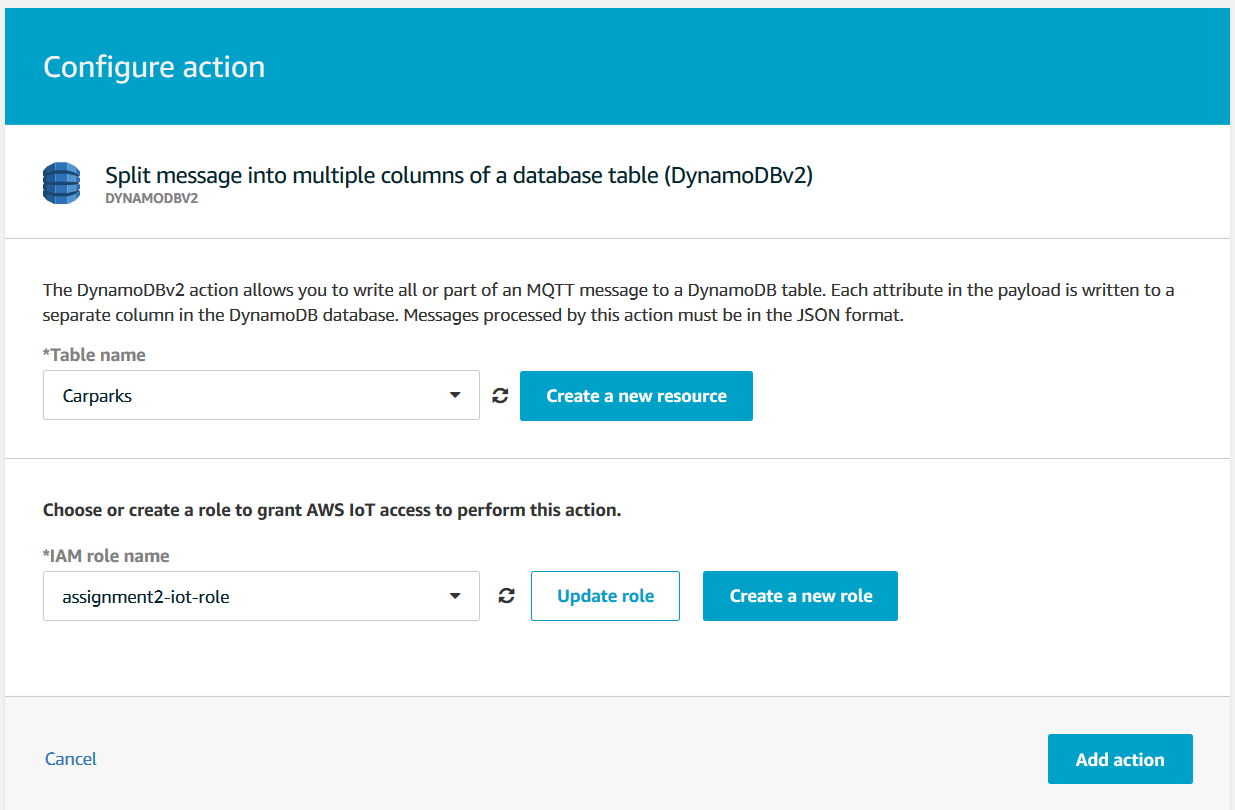 Configure action
Split message into multiple columns of a database table (DynamoDBv2)
DYNAMODBV2
The DynamoDBv2 action allows you to write all or part of an MQTT message to a DynamoDB table. Each attribute in the payload is written to a
separate column in the DynamoDB database. Messages processed by this action must be in the JSON format.
*Table name
Carparks
Create a new resource
Choose or create a role to grant AWS IoT access to perform this action.
*IAM role name
assignment2-iot-role
Update role
Create a new role
Cancel
Add action